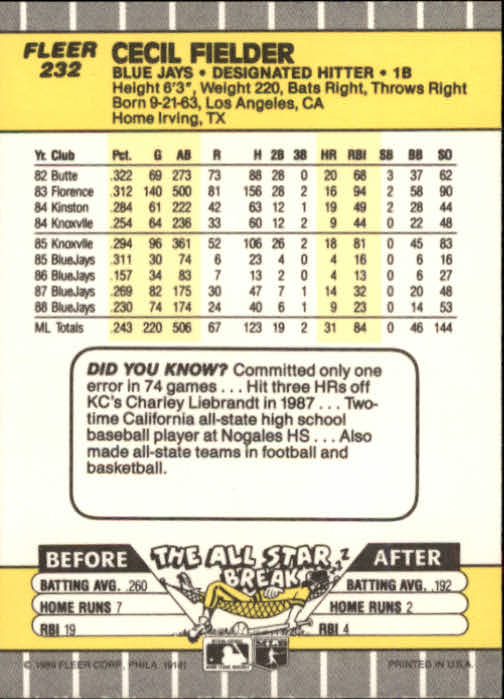 FLEER
232
CECIL FIELDER
BLUE JAYS • DESIGNATED HITTER • 1B
Height 6'3", Weight 220, Bats Right, Throws Right
Born 9-21-63, Los Angeles, CA
Home Irving, TX
Yr. Club Pct. G AB R H 2B 3B HR RBI SB BB SO
82 Butte .322 69 273 73 88 28 0 20 68 3 37 62
83 Florence .312 140 500 81 156 28 2 16 94 2 58 90
84 Kinston .284 61 222 42 63 12 1 19 49 2 28 44
84 Knoxvlle .254 64 236 33 60 12 2 9 44 0 22 48
85 Knoxvlle .294 96 361 52 106 26 2 18 81 0 45 83
85 BlueJays .311 30 74 6 23 4 0 4 16 0 6 16
86 BlueJays .157 34 83 7 13 2 0 4 13 0 6 27
87 BlueJays .269 82 175 30 47 7 1 14 32 0 20 48
88 BlueJays .230 74 174 24 40 6 1 9 23 0 14 53
ML Totals .243 220 506 67 123 19 2 31 84 0 46 144
DID YOU KNOW? Committed only one
error in 74 games . . . Hit three HRs off
KC's Charley Liebrandt in 1987 . . . Two-
time California all-state high school
baseball player at Nogales HS . . . Also
made all-state teams in football and
basketball.
BEFORE THE ALL STAR BREAK AFTER
BATTING AVG. .260 BATTING AVG. .192
HOME RUNS 7 HOME RUNS 2
RBI 19 RBI 4
© 1989 FLEER CORP., PHILA. 19141 PRINTED IN U.S.A.